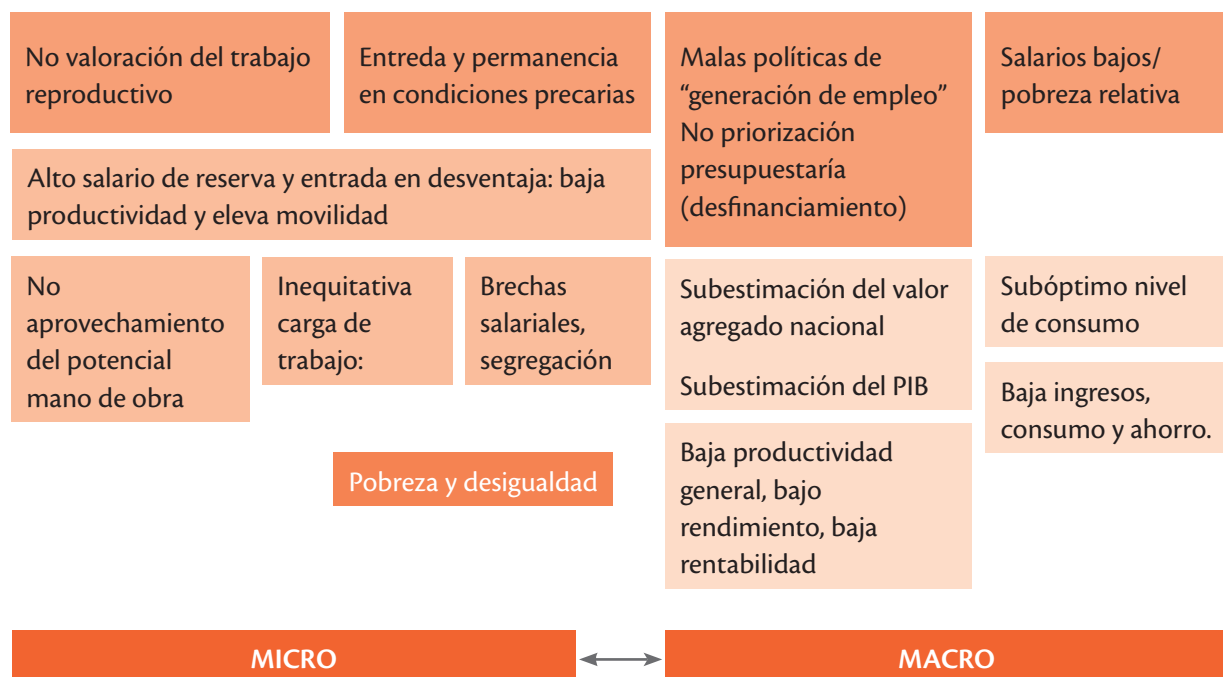 No valoración del trabajo
reproductivo
Entreda y permanencia
en condiciones precarias
Alto salario de reserva y entrada en desventaja: baja
productividad y eleva movilidad
No
aprovechamiento
del potencial
mano de obra
Inequitativa
carga de
trabajo:
Brechas
salariales,
segregación
Pobreza y desigualdad
Malas políticas de
“generación de empleo”
No priorización
presupuestaría
(desfinanciamiento)
Salarios bajos/
pobreza relativa
Subestimación del valor
agregado nacional
Subestimación del PIB
Subóptimo nivel
de consumo
Baja ingresos,
consumo y ahorro.
Baja productividad
general, bajo
rendimiento, baja
rentabilidad
MICRO
MACRO